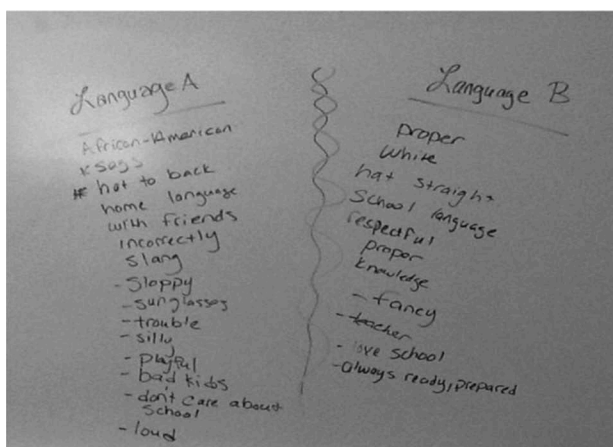 Language A
African-American
sags
# hat to back
home language
with friends
incorrectly
slang
- Sloppy
- sunglasses
- trouble
- silly
- playful
- bad kids
- don't care about
school
- loud
Language B
proper
White
hat straight
School language
respectful
proper
knowledge
- fancy
- teacher
- love school
- always ready, prepared